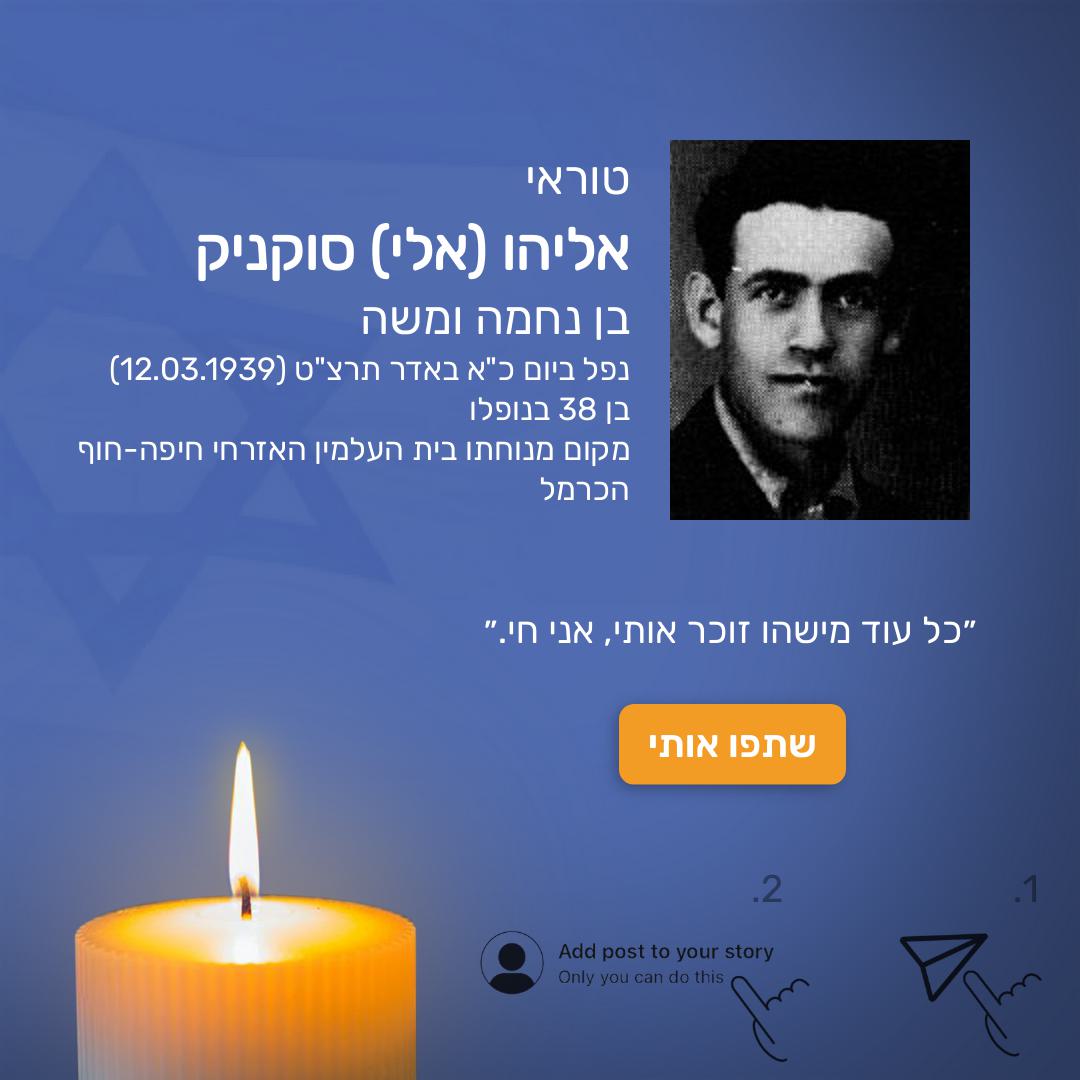 טוראי
אליהו (אלי) סוקניק
בן נחמה ומשה
נפל ביום כ"א באדר תרצ"ט (12.03.1939)
בן 38 בנופלו
מקום מנוחתו בית העלמין האזרחי חיפה-חוף
הכרמל
״כל עוד מישהו זוכר אותי, אני חי.״
שתפו אותי
1.
2.
Add post to your story
Only you can do this